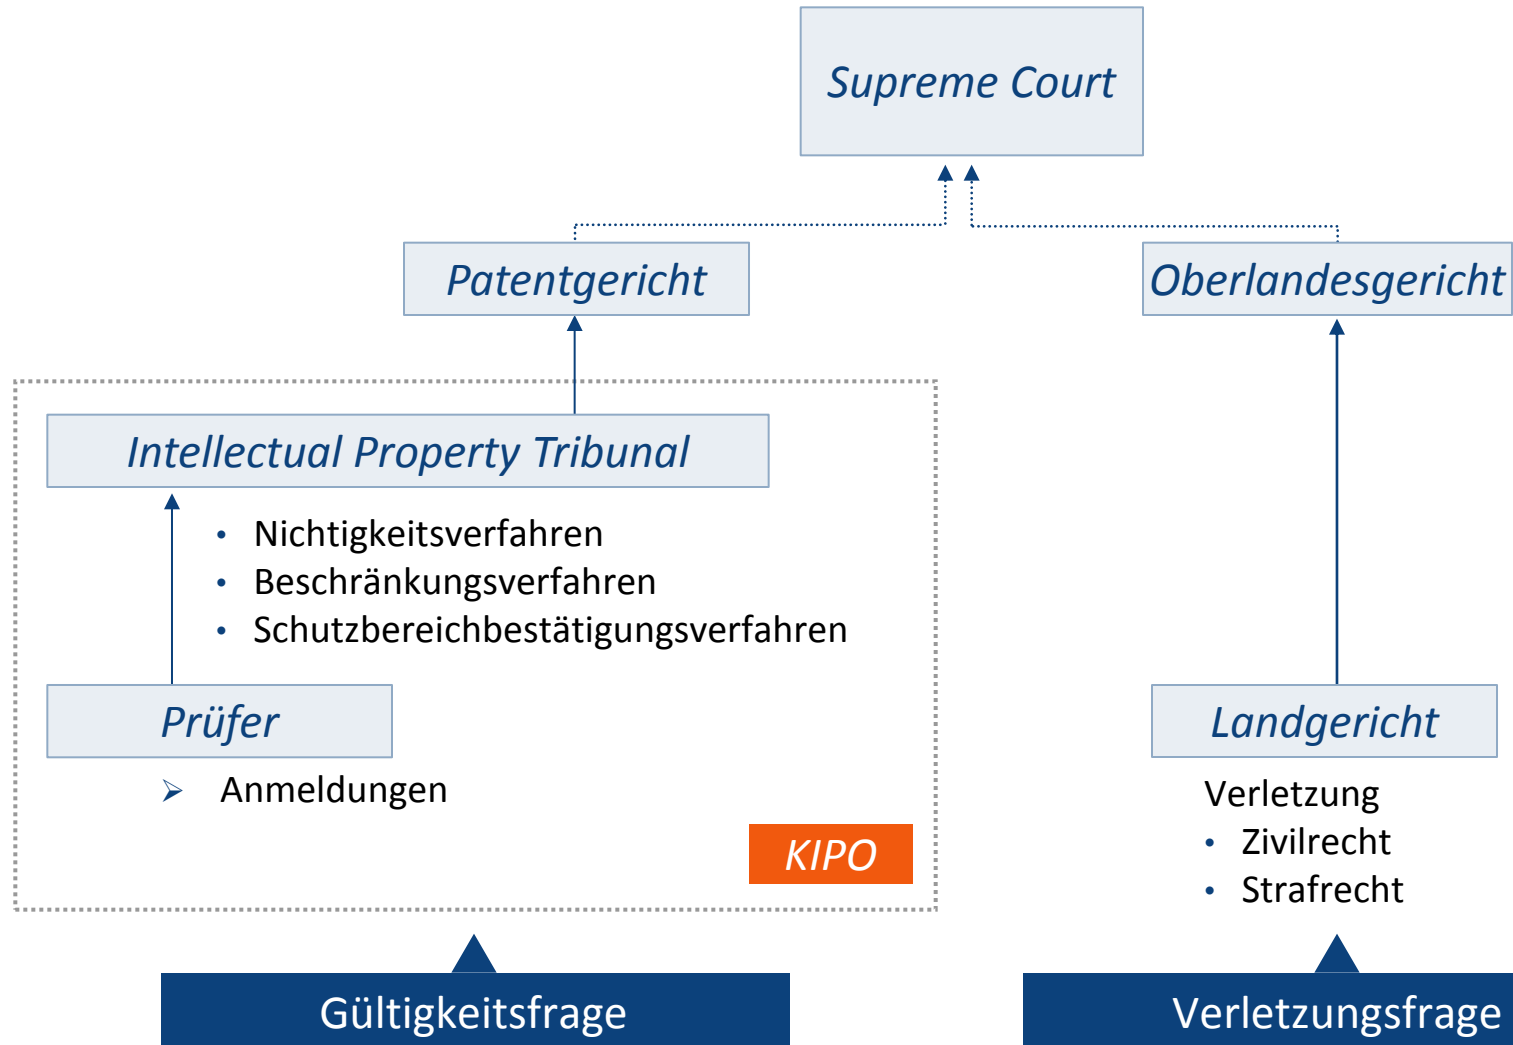 Supreme Court
Patentgericht
Oberlandesgericht
Intellectual Property Tribunal
• Nichtigkeitsverfahren
• Beschränkungsverfahren
• Schutzbereichbestätigungsverfahren
Prüfer
Landgericht
➢ Anmeldungen
Verletzung
• Zivilrecht
• Strafrecht
KIPO
Gültigkeitsfrage
Verletzungsfrage